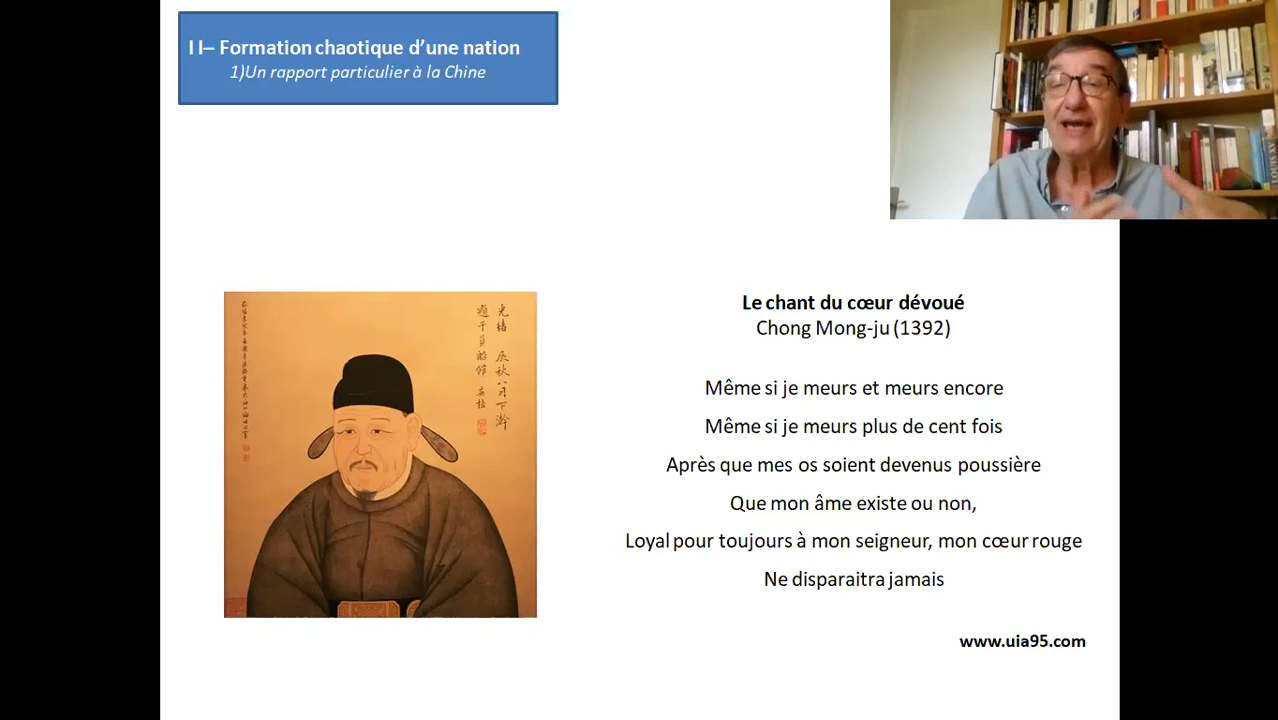 I I– Formation chaotique d’une nation
1)Un rapport particulier à la Chine
Le chant du cœur dévoué
Chong Mong-ju (1392)
Même si je meurs et meurs encore
Même si je meurs plus de cent fois
Après que mes os soient devenus poussière
Que mon âme existe ou non,
Loyal pour toujours à mon seigneur, mon cœur rouge
Ne disparaitra jamais
www.uia95.com